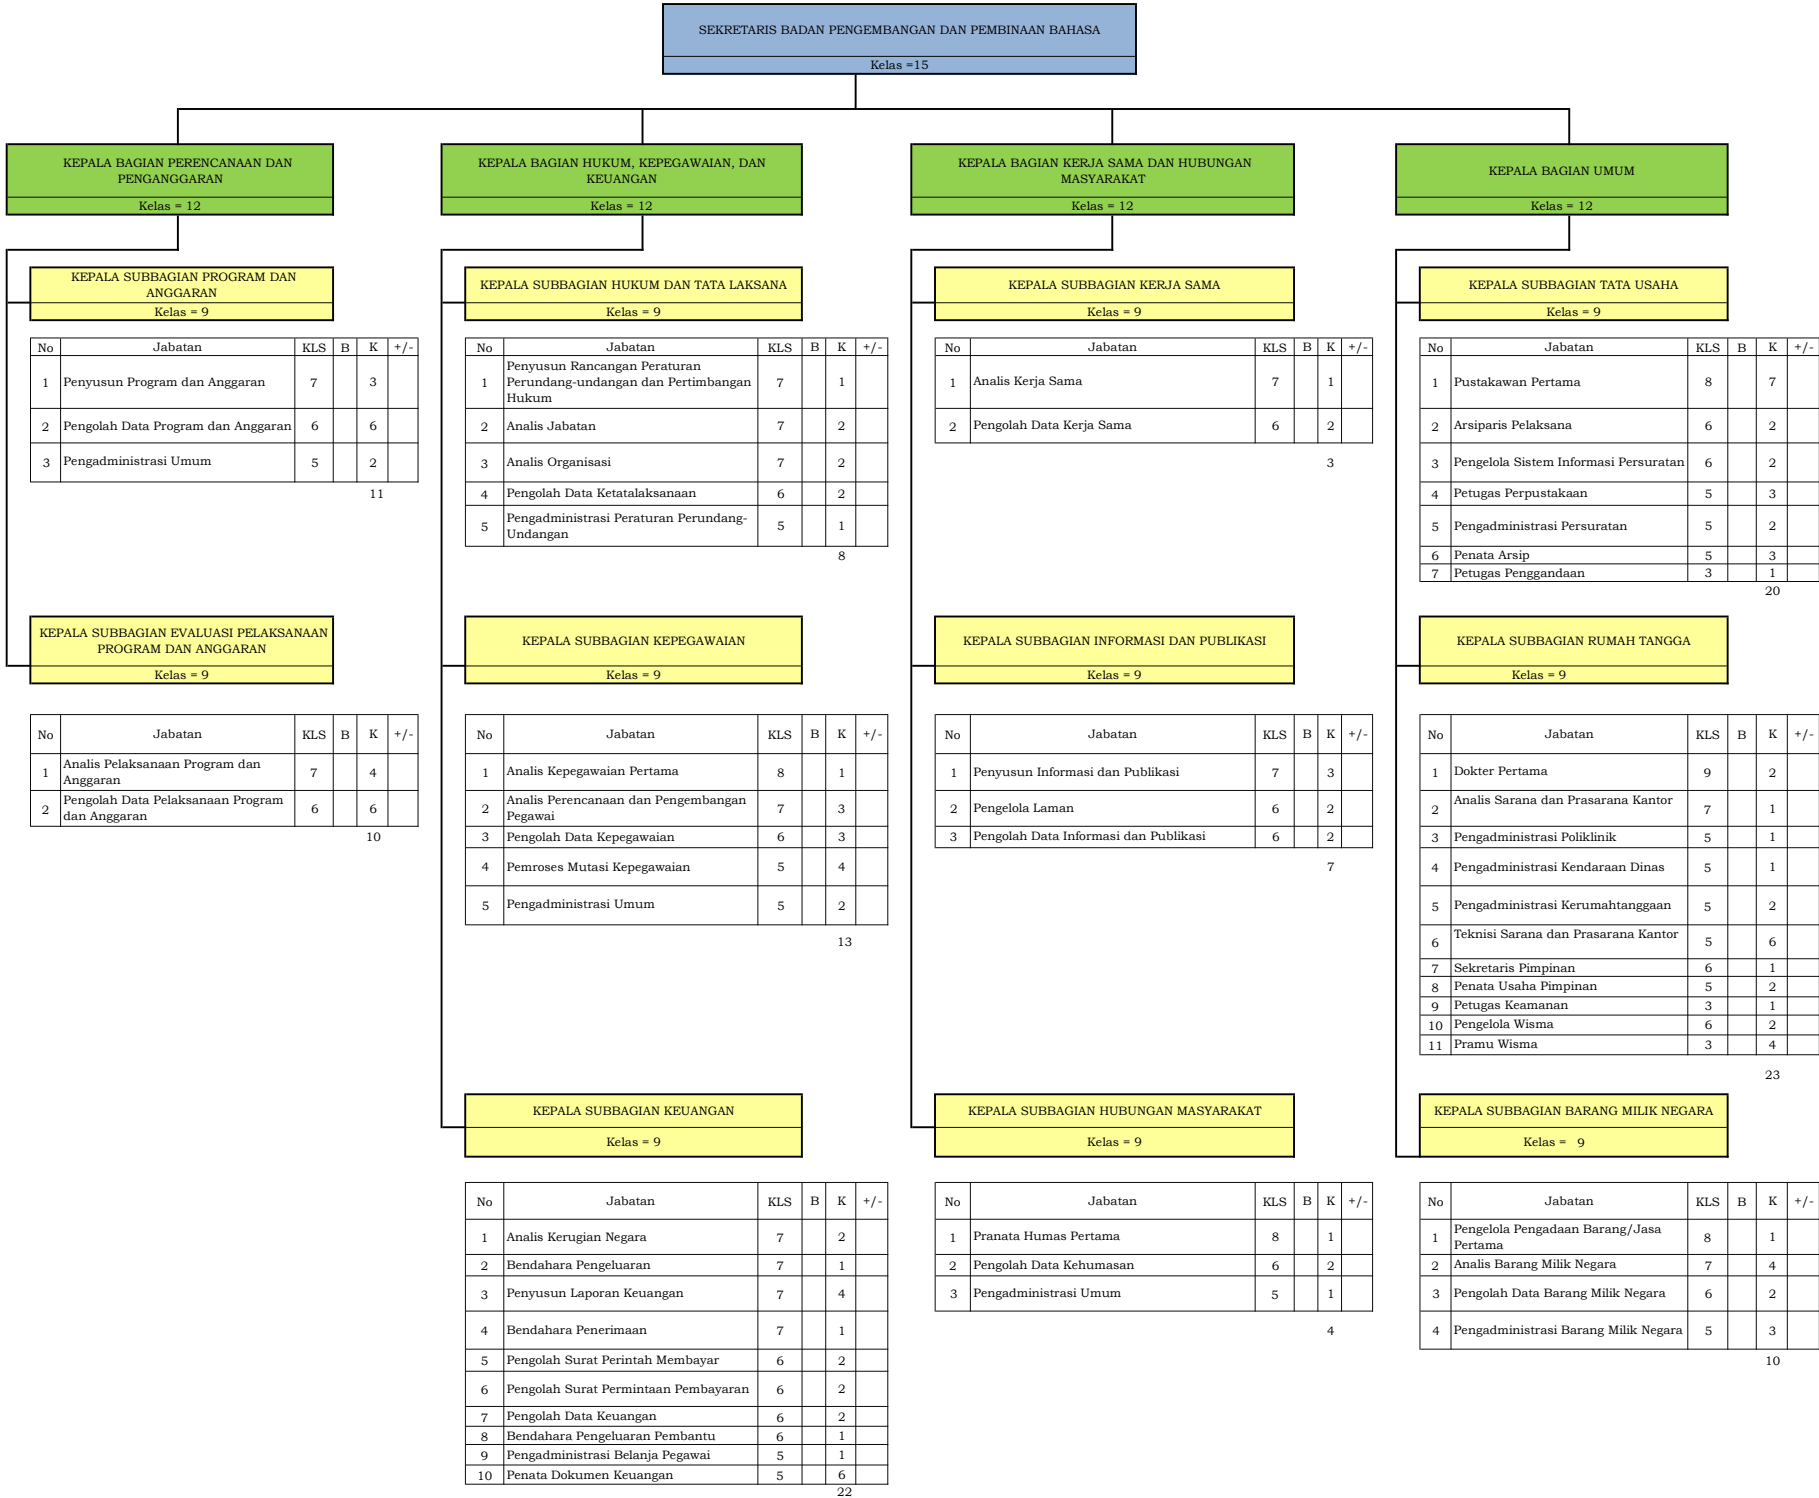 SEKRETARIS BADAN PENGEMBANGAN DAN PEMBINAAN BAHASA
Kelas =15
KEPALA BAGIAN PERENCANAAN DAN
PENGANGGARAN
Kelas = 12
KEPALA SUBBAGIAN PROGRAM DAN
ANGGARAN
Kelas = 9
No Jabatan KLS B K +/-
1 Penyusun Program dan Anggaran 7 3
2 Pengolah Data Program dan Anggaran 6 6
3 Pengadministrasi Umum 5 2
11
KEPALA SUBBAGIAN EVALUASI PELAKSANAAN
PROGRAM DAN ANGGARAN
Kelas = 9
No Jabatan KLS B K +/-
1 Analis Pelaksanaan Program dan
Anggaran 7 4
2 Pengolah Data Pelaksanaan Program
dan Anggaran 6 6
10
KEPALA BAGIAN HUKUM, KEPEGAWAIAN, DAN
KEUANGAN
Kelas = 12
KEPALA SUBBAGIAN HUKUM DAN TATA LAKSANA
Kelas = 9
No Jabatan KLS B K +/-
Penyusun Rancangan Peraturan
1 Perundang-undangan dan Pertimbangan 7 1
Hukum
2 Analis Jabatan 7 2
3 Analis Organisasi 7 2
4 Pengolah Data Ketatalaksanaan 6 2
5 Pengadministrasi Peraturan Perundang-
Undangan 5 1
8
KEPALA SUBBAGIAN KEPEGAWAIAN
Kelas = 9
No Jabatan KLS B K +/-
1 Analis Kepegawaian Pertama 8 1
2 Analis Perencanaan dan Pengembangan
Pegawai 7 3
3 Pengolah Data Kepegawaian 6 3
4 Pemroses Mutasi Kepegawaian 5 4
5 Pengadministrasi Umum 5 2
13
KEPALA SUBBAGIAN KEUANGAN
Kelas = 9
No Jabatan KLS B K +/-
1 Analis Kerugian Negara 7 2
2 Bendahara Pengeluaran 7 1
3 Penyusun Laporan Keuangan 7 4
4 Bendahara Penerimaan 7 1
5 Pengolah Surat Perintah Membayar 6 2
6 Pengolah Surat Permintaan Pembayaran 6 2
7 Pengolah Data Keuangan 6 2
8 Bendahara Pengeluaran Pembantu 6 1
9 Pengadministrasi Belanja Pegawai 5 1
10 Penata Dokumen Keuangan 5 6
22
KEPALA BAGIAN KERJA SAMA DAN HUBUNGAN
MASYARAKAT
Kelas = 12
KEPALA SUBBAGIAN KERJA SAMA
Kelas = 9
No Jabatan KLS B K +/-
1 Analis Kerja Sama 7 1
2 Pengolah Data Kerja Sama 6 2
3
KEPALA SUBBAGIAN INFORMASI DAN PUBLIKASI
Kelas = 9
No Jabatan KLS B K +/-
1 Penyusun Informasi dan Publikasi 7 3
2 Pengelola Laman 6 2
3 Pengolah Data Informasi dan Publikasi 6 2
7
KEPALA SUBBAGIAN HUBUNGAN MASYARAKAT
Kelas = 9
No Jabatan KLS B K +/-
1 Pranata Humas Pertama 8 1
2 Pengolah Data Kehumasan 6 2
3 Pengadministrasi Umum 5 1
4
KEPALA BAGIAN UMUM
Kelas = 12
KEPALA SUBBAGIAN TATA USAHA
Kelas = 9
No Jabatan KLS B K +/-
1 Pustakawan Pertama 8 7
2 Arsiparis Pelaksana 6 2
3 Pengelola Sistem Informasi Persuratan 6 2
4 Petugas Perpustakaan 5 3
5 Pengadministrasi Persuratan 5 2
6 Penata Arsip 5 3
7 Petugas Penggandaan 3 1
20
KEPALA SUBBAGIAN RUMAH TANGGA
Kelas = 9
No Jabatan KLS B K +/-
1 Dokter Pertama 9 2
2 Analis Sarana dan Prasarana Kantor 7 1
3 Pengadministrasi Poliklinik 5 1
4 Pengadministrasi Kendaraan Dinas 5 1
5 Pengadministrasi Kerumahtanggaan 5 2
6 Teknisi Sarana dan Prasarana Kantor 5 6
7 Sekretaris Pimpinan 6 1
8 Penata Usaha Pimpinan 5 2
9 Petugas Keamanan 3 1
10 Pengelola Wisma 6 2
11 Pramu Wisma 3 4
23
KEPALA SUBBAGIAN BARANG MILIK NEGARA
Kelas = 9
No Jabatan KLS B K +/-
1 Pengelola Pengadaan Barang/Jasa
Pertama 8 1
2 Analis Barang Milik Negara 7 4
3 Pengolah Data Barang Milik Negara 6 2
4 Pengadministrasi Barang Milik Negara 5 3
10